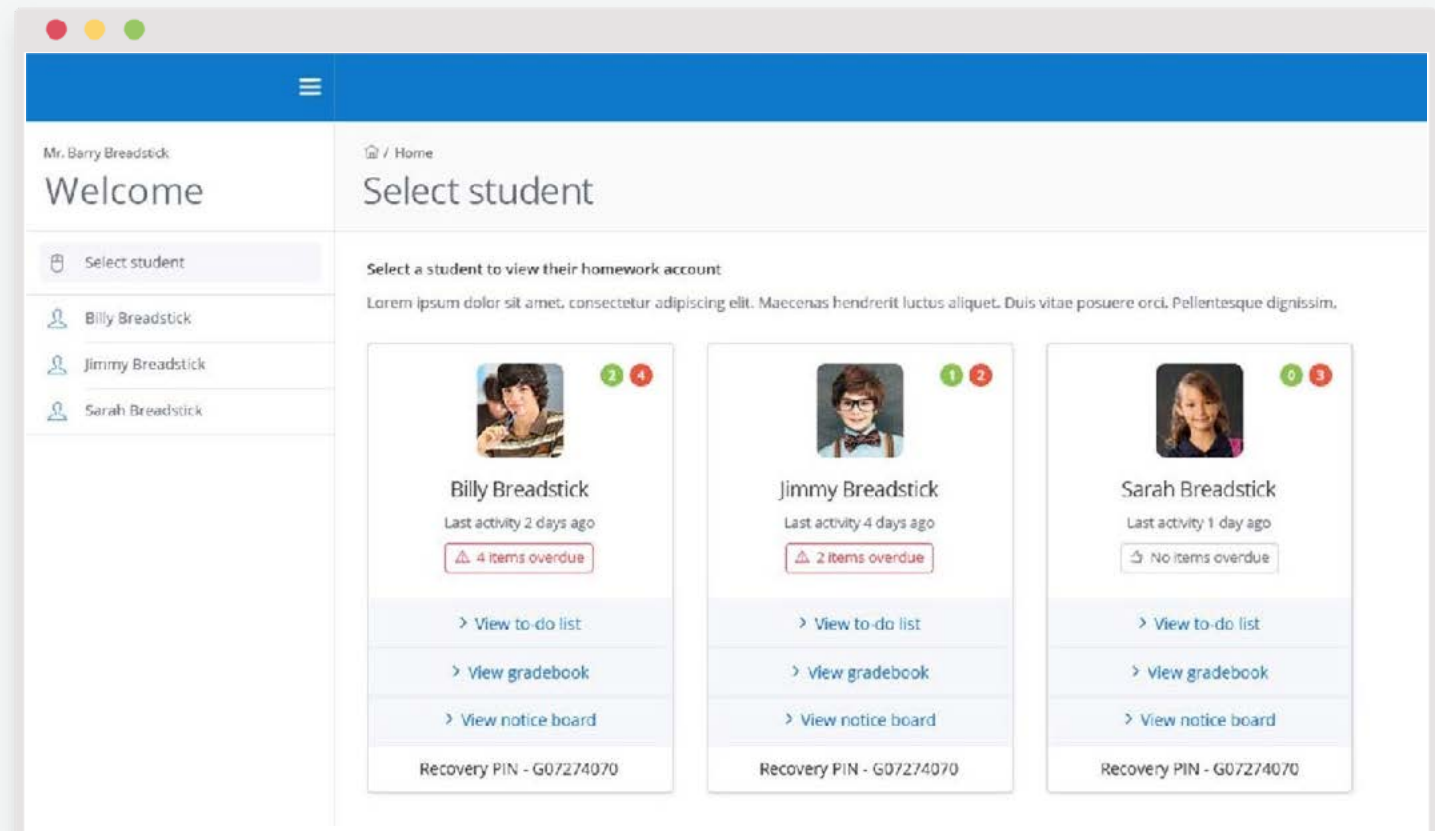 Mr. Barry Breadstick
Welcome
Select student
Billy Breadstick
Jimmy Breadstick
Sarah Breadstick
/ Home
Select student
Select a student to view their homework account
Lorem ipsum dolor sit amet, consectetur adipiscing elit. Maecenas hendrerit luctus aliquet. Duis vitae posuere orci. Pellentesque dignissim.
2 4
Billy Breadstick
Last activity 2 days ago
4 items overdue
> View to-do list
> View gradebook
> View notice board
Recovery PIN - G07274070
1 2
Jimmy Breadstick
Last activity 4 days ago
2 items overdue
> View to-do list
> View gradebook
> View notice board
Recovery PIN - G07274070
0 3
Sarah Breadstick
Last activity 1 day ago
No items overdue
> View to-do list
> View gradebook
> View notice board
Recovery PIN - G07274070